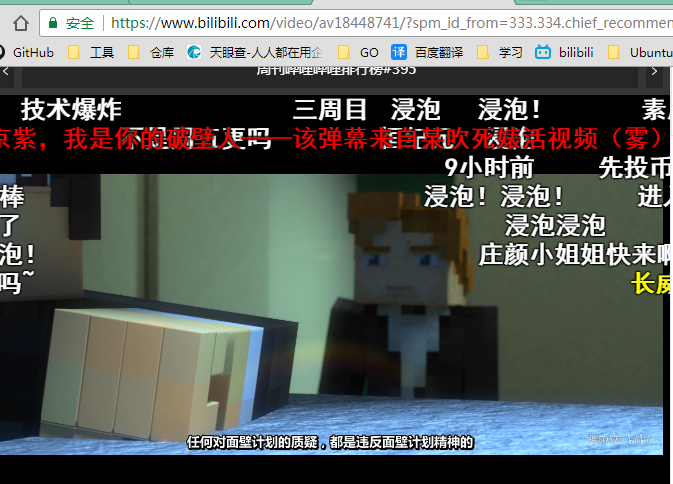 安全 https://www.bilibili.com/video/av18448741/?spm_id_from=333.334.chief_recommen
GitHub 工具 仓库 天眼查-人人都在用企 GO 百度翻译 学习 bilibili Ubuntu
周刊哔哩哔哩排行榜#395
技术爆炸 三周目 浸泡 浸泡！ 素
京紫，我是你的破壁人——该弹幕来自某吹死妹活视频（雾）
9小时前 先投币
棒 浸泡！浸泡！ 进入
了 浸泡浸泡
泡！ 庄颜小姐姐快来啊
吗~ 长威
任何对面壁计划的质疑，都是违反面壁计划精神的